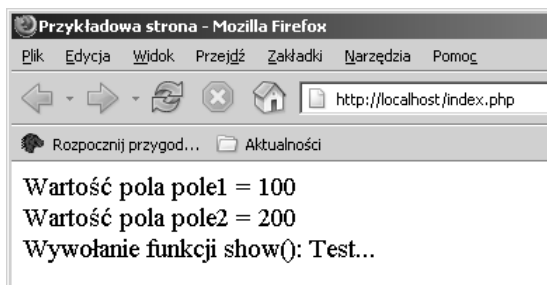 Przykładowa strona - Mozilla Firefox
Plik Edycja Widok Przejdź Zakładki Narzędzia Pomoc
http://localhost/index.php
Rozpocznij przygod... Aktualności
Wartość pola pole1 = 100
Wartość pola pole2 = 200
Wywołanie funkcji show(): Test...